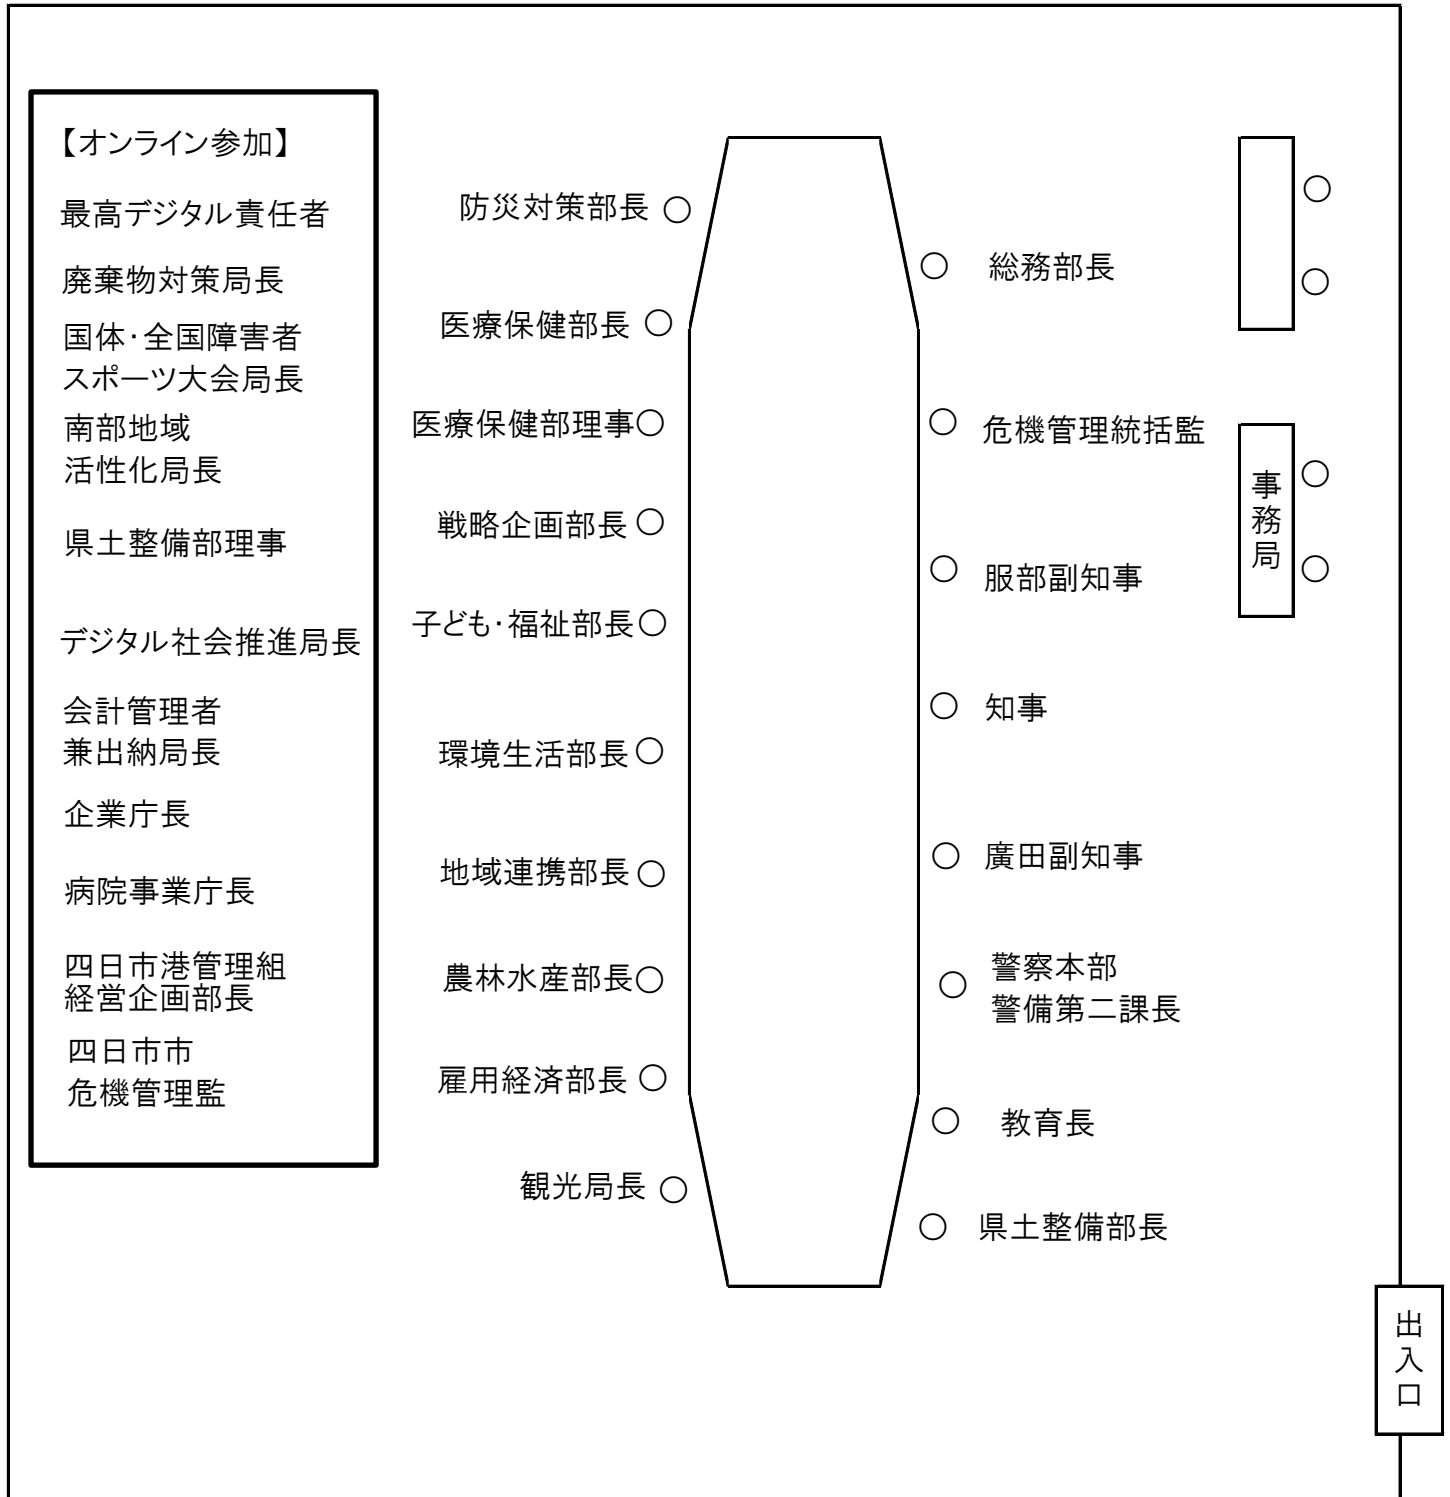 【オンライン参加】
最高デジタル責任者
廃棄物対策局長
国体・全国障害者
スポーツ大会局長
南部地域
活性化局長
県土整備部理事
デジタル社会推進局長
会計管理者
兼出納局長
企業庁長
病院事業庁長
四日市港管理組
経営企画部長
四日市市
危機管理監
防災対策部長
医療保健部長
医療保健部理事
戦略企画部長
子ども・福祉部長
環境生活部長
地域連携部長
農林水産部長
雇用経済部長
観光局長
総務部長
危機管理統括監
服部副知事
知事
廣田副知事
警察本部
警備第二課長
教育長
県土整備部長
事務局
出入口